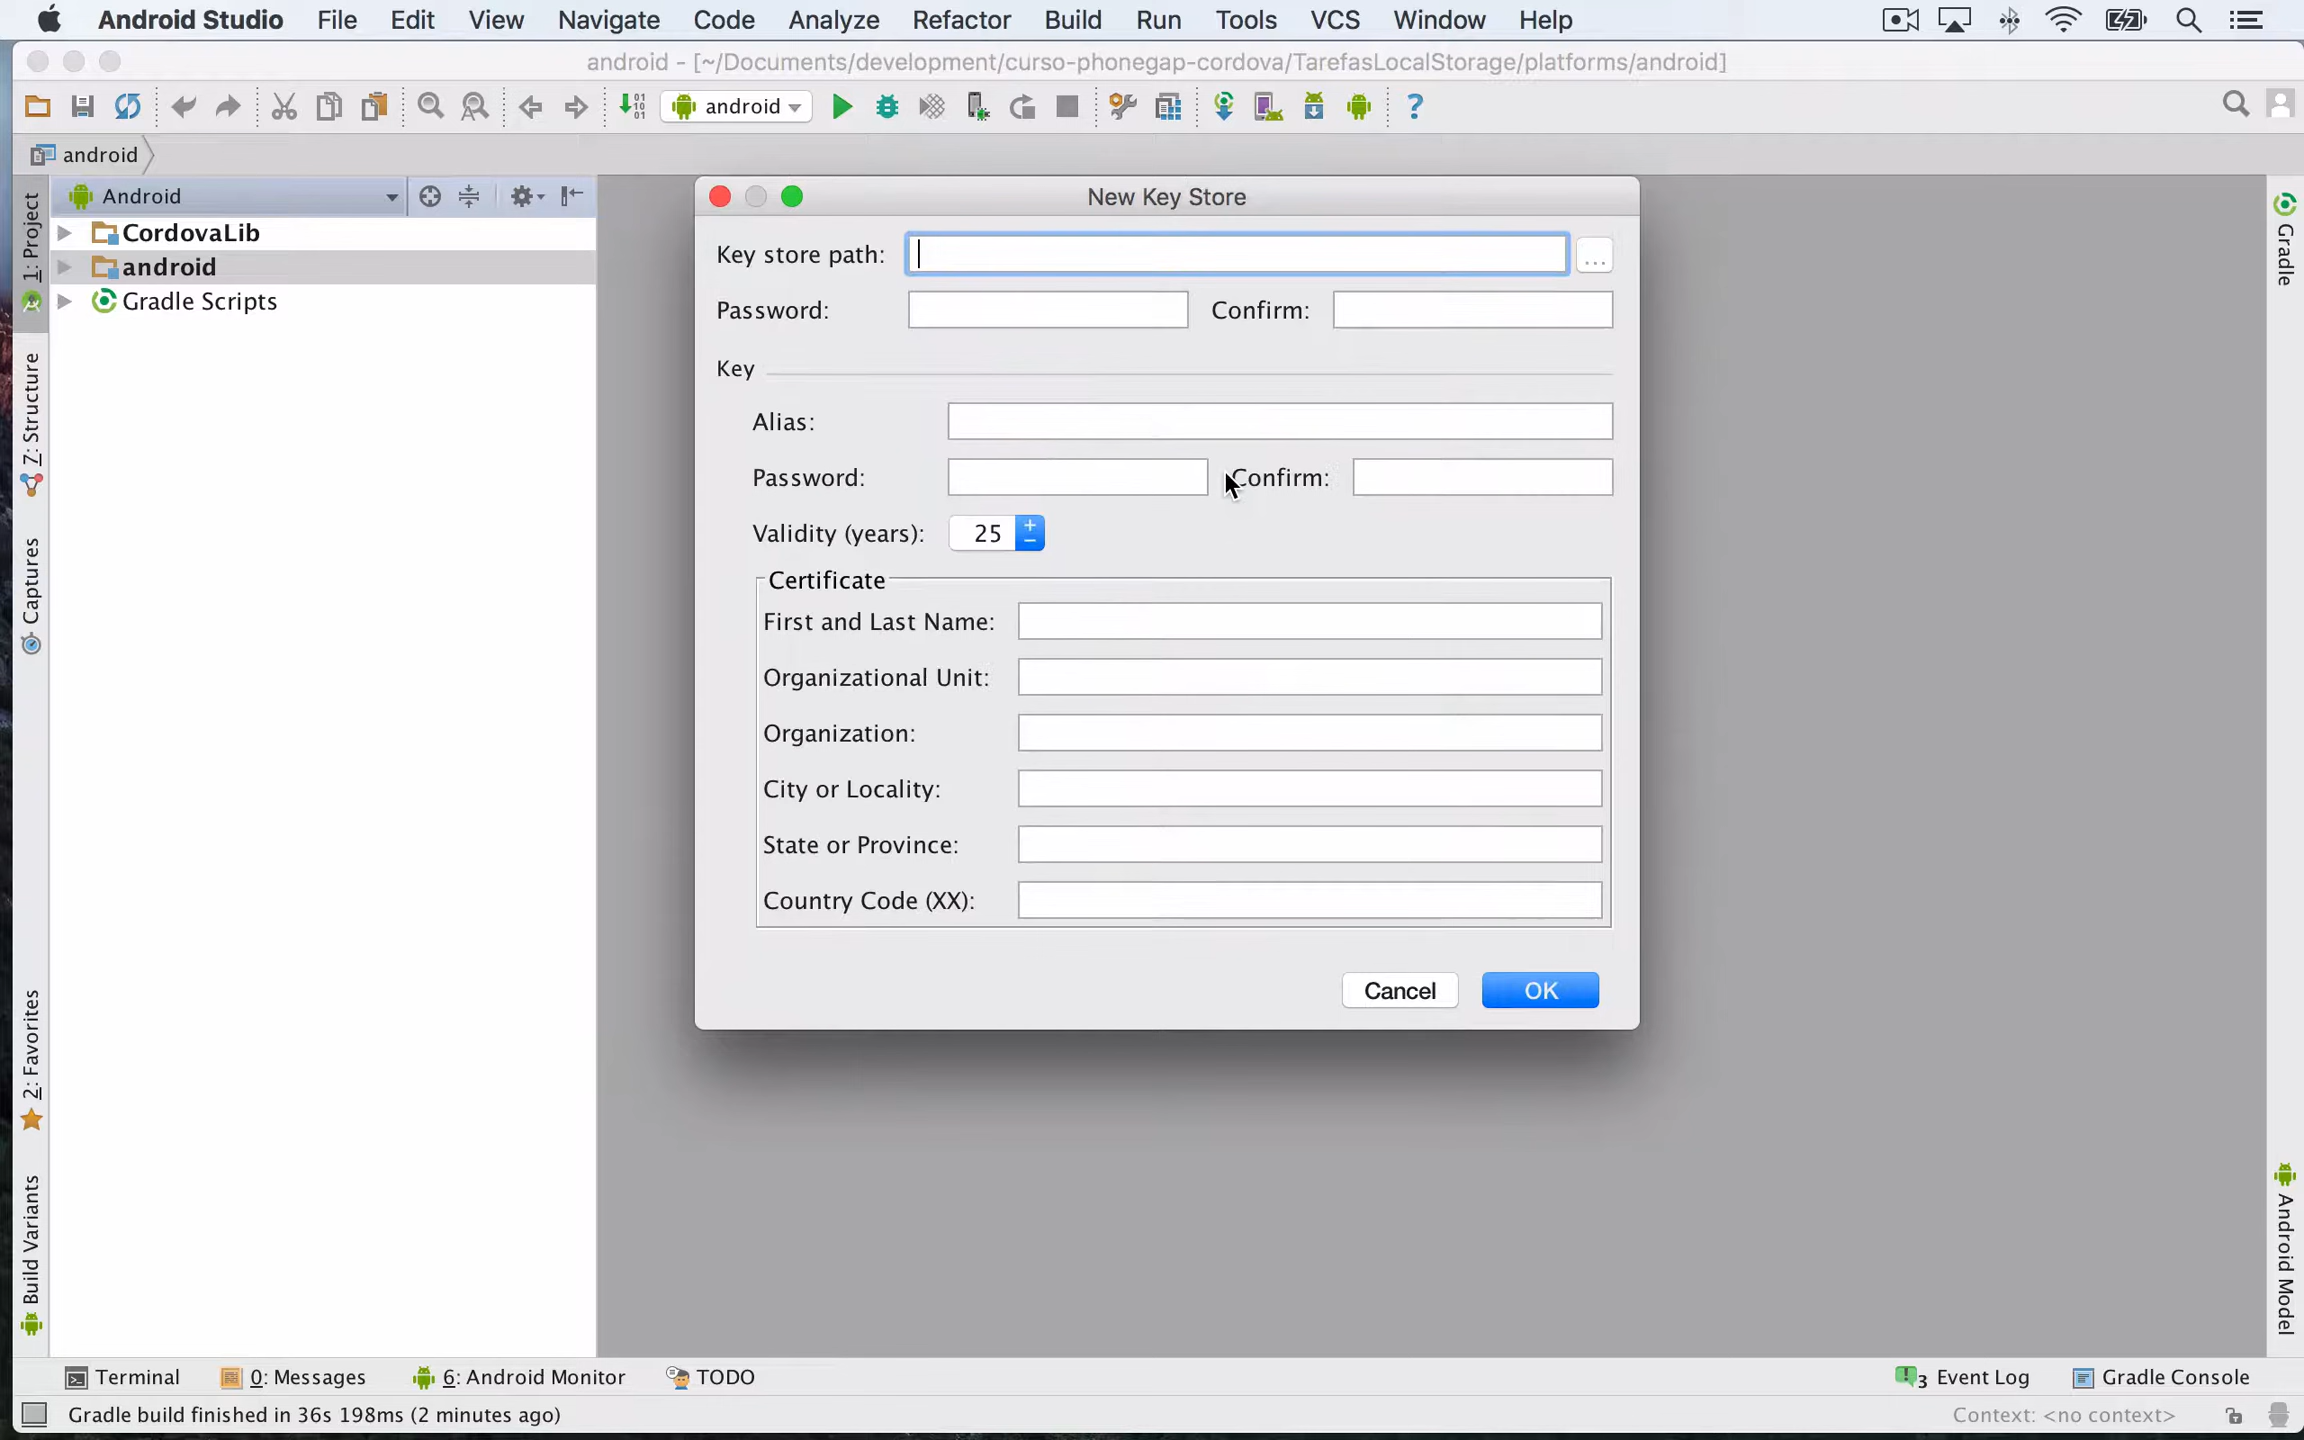 Android Studio File Edit View Navigate Code Analyze Refactor Build Run Tools VCS Window Help
android - [~/Documents/development/curso-phonegap-cordova/TarefasLocalStorage/platforms/android]
android
android
1: Project
Z: Structure
Captures
2: Favorites
Build Variants
Android
CordovaLib
android
Gradle Scripts
New Key Store
Key store path:
...
Password: Confirm:
Key
Alias:
Password: Confirm:
Validity (years): 25
Certificate
First and Last Name:
Organizational Unit:
Organization:
City or Locality:
State or Province:
Country Code (XX):
Cancel OK
Gradle
Android Model
Terminal 0: Messages 6: Android Monitor TODO 3 Event Log Gradle Console
Gradle build finished in 36s 198ms (2 minutes ago) Context: <no context>